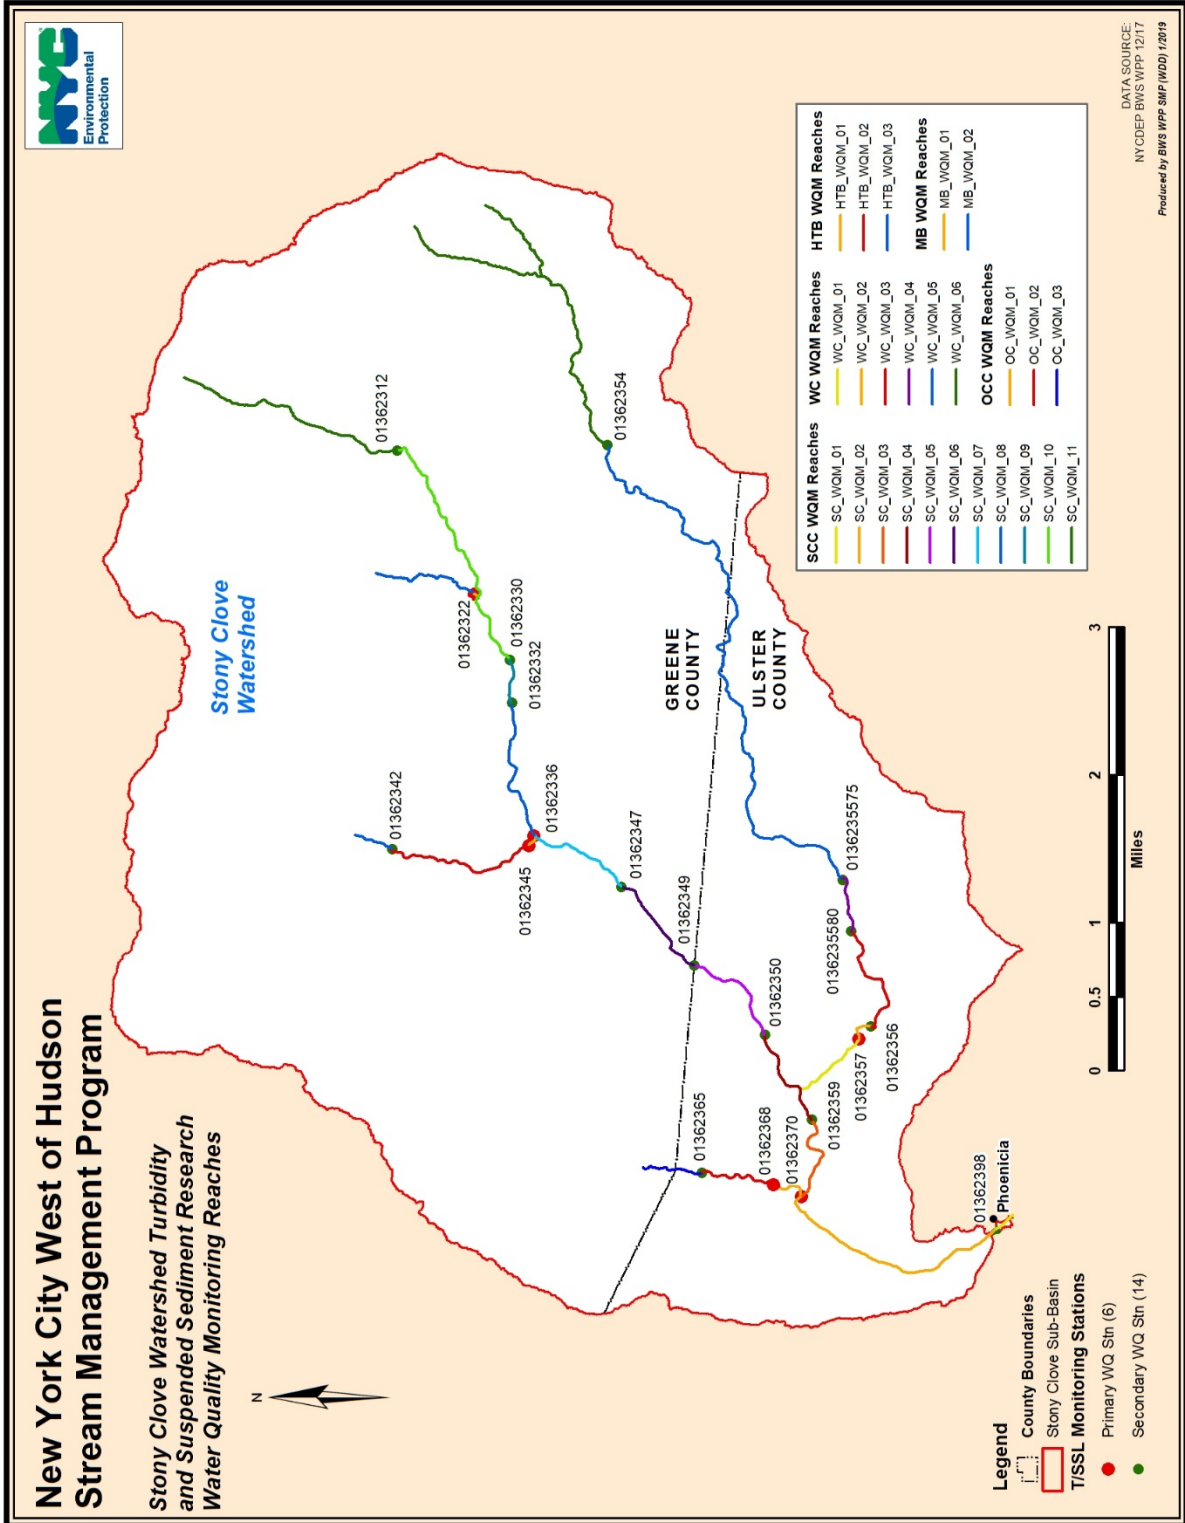 New York City West of Hudson
Stream Management Program
Stony Clove Watershed Turbidity
and Suspended Sediment Research
Water Quality Monitoring Reaches
NYC
Environmental
Protection
N
Stony Clove
Watershed
01362312
01362322
01362330
01362332
01362342
01362336
01362345
01362347
01362349
01362354
GREENE
COUNTY
ULSTER
COUNTY
01362350
01362365
01362368
01362370
01362359
01362357
01362356
0136235580
0136235575
01362398
Phoenicia
Legend
County Boundaries
Stony Clove Sub-Basin
T/SSL Monitoring Stations
Primary WQ Stn (6)
Secondary WQ Stn (14)
0 0.5 1 2 3
Miles
SCC WQM Reaches
SC_WQM_01
SC_WQM_02
SC_WQM_03
SC_WQM_04
SC_WQM_05
SC_WQM_06
SC_WQM_07
SC_WQM_08
SC_WQM_09
SC_WQM_10
SC_WQM_11
WC WQM Reaches
WC_WQM_01
WC_WQM_02
WC_WQM_03
WC_WQM_04
WC_WQM_05
WC_WQM_06
OCC WQM Reaches
OC_WQM_01
OC_WQM_02
OC_WQM_03
HTB WQM Reaches
HTB_WQM_01
HTB_WQM_02
HTB_WQM_03
MB WQM Reaches
MB_WQM_01
MB_WQM_02
DATA SOURCE:
NYCDEP BWS WPP 12/17
Produced by BWS WPP SMP (WDD) 1/2019